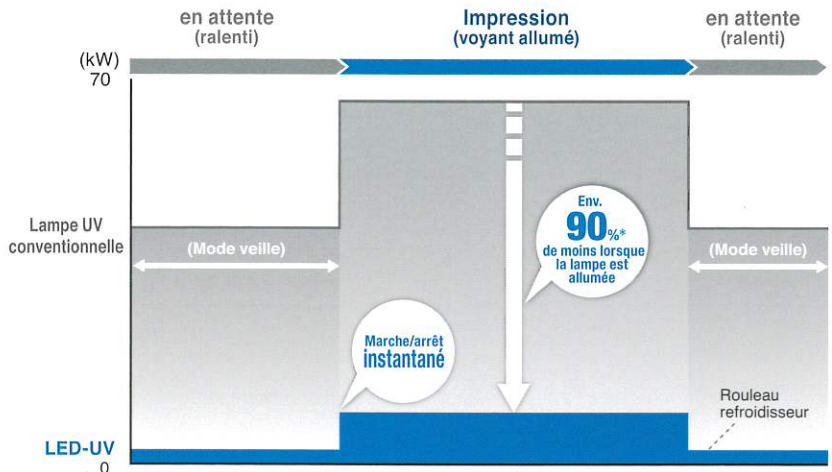 en attente
(ralenti)
Impression
(voyant allumé)
en attente
(ralenti)
(kW)
70
Lampe UV
conventionnelle
(Mode veille)
Env.
90%*
de moins lorsque
la lampe est
allumée
(Mode veille)
Marche/arrêt
instantané
Rouleau
refroidisseur
LED-UV
0